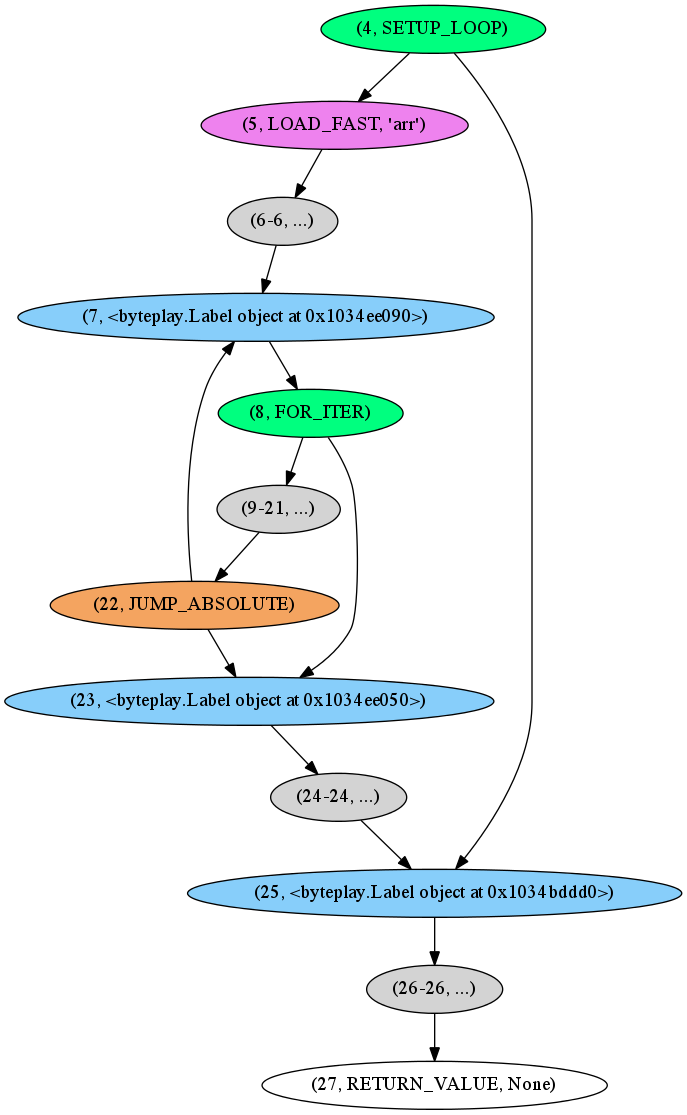 (4, SETUP_LOOP)
(5, LOAD_FAST, 'arr')
(6-6, ...)
(7, <byteplay.Label object at 0x1034ee090>)
(8, FOR_ITER)
(9-21, ...)
(22, JUMP_ABSOLUTE)
(23, <byteplay.Label object at 0x1034ee050>)
(24-24, ...)
(25, <byteplay.Label object at 0x1034bddd0>)
(26-26, ...)
(27, RETURN_VALUE, None)